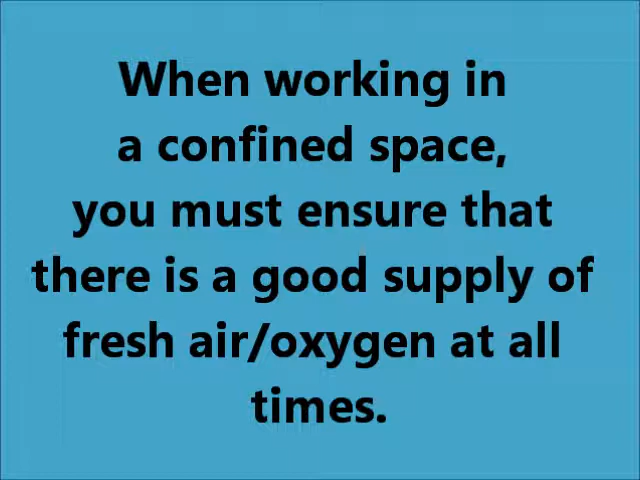 When working in
a confined space,
you must ensure that
there is a good supply of
fresh air/oxygen at all
times.